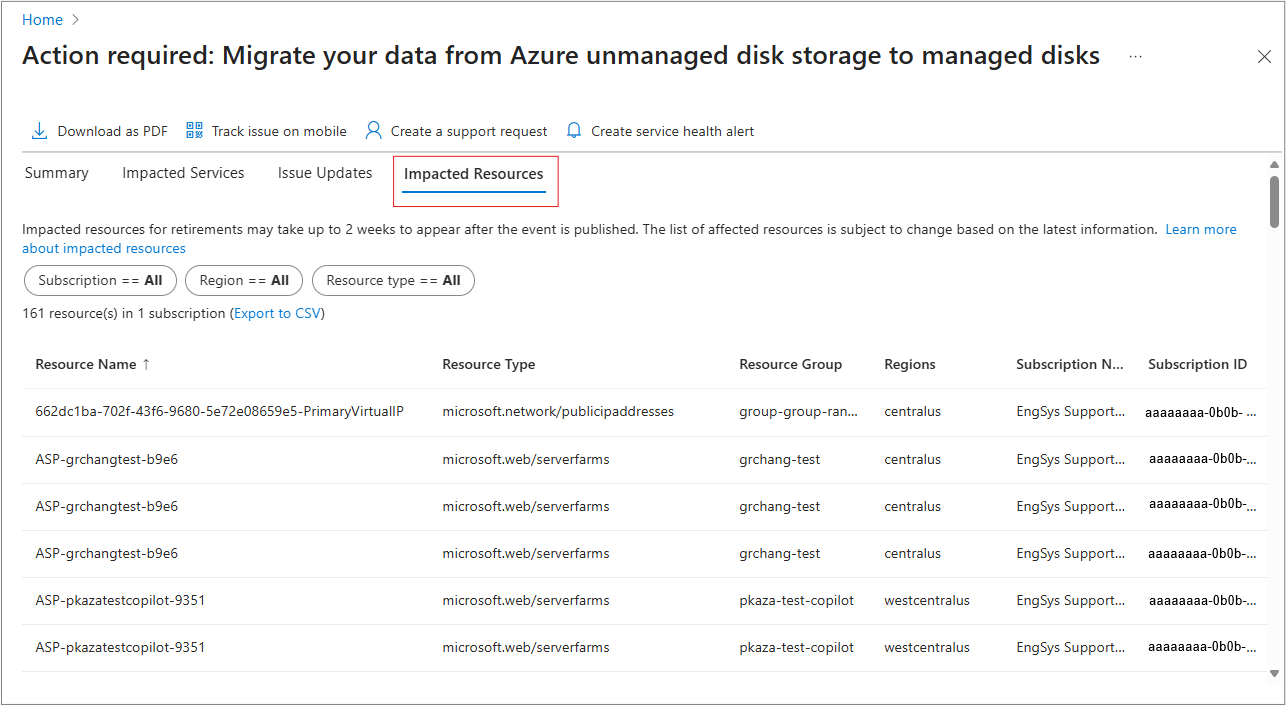 Home
Action required: Migrate your data from Azure unmanaged disk storage to managed disks ...
Download as PDF Track issue on mobile Create a support request Create service health alert
Summary Impacted Services Issue Updates Impacted Resources
Impacted resources for retirements may take up to 2 weeks to appear after the event is published. The list of affected resources is subject to change based on the latest information. Learn more
about impacted resources
Subscription == All Region == All Resource type == All
161 resource(s) in 1 subscription (Export to CSV)
Resource Name ↑ Resource Type Resource Group Regions Subscription N... Subscription ID
662dc1ba-702f-43f6-9680-5e72e08659e5-PrimaryVirtualIP microsoft.network/publicipaddresses group-group-ran... centralus EngSys Support... aaaaaaaa-0b0b- ...
ASP-grchangtest-b9e6 microsoft.web/serverfarms grchang-test centralus EngSys Support... aaaaaaaa-0b0b-...
ASP-grchangtest-b9e6 microsoft.web/serverfarms grchang-test centralus EngSys Support... aaaaaaaa-0b0b-...
ASP-grchangtest-b9e6 microsoft.web/serverfarms grchang-test centralus EngSys Support... aaaaaaaa-0b0b-...
ASP-pkazatestcopilot-9351 microsoft.web/serverfarms pkaza-test-copilot westcentralus EngSys Support... aaaaaaaa-0b0b-...
ASP-pkazatestcopilot-9351 microsoft.web/serverfarms pkaza-test-copilot westcentralus EngSys Support... aaaaaaaa-0b0b-...